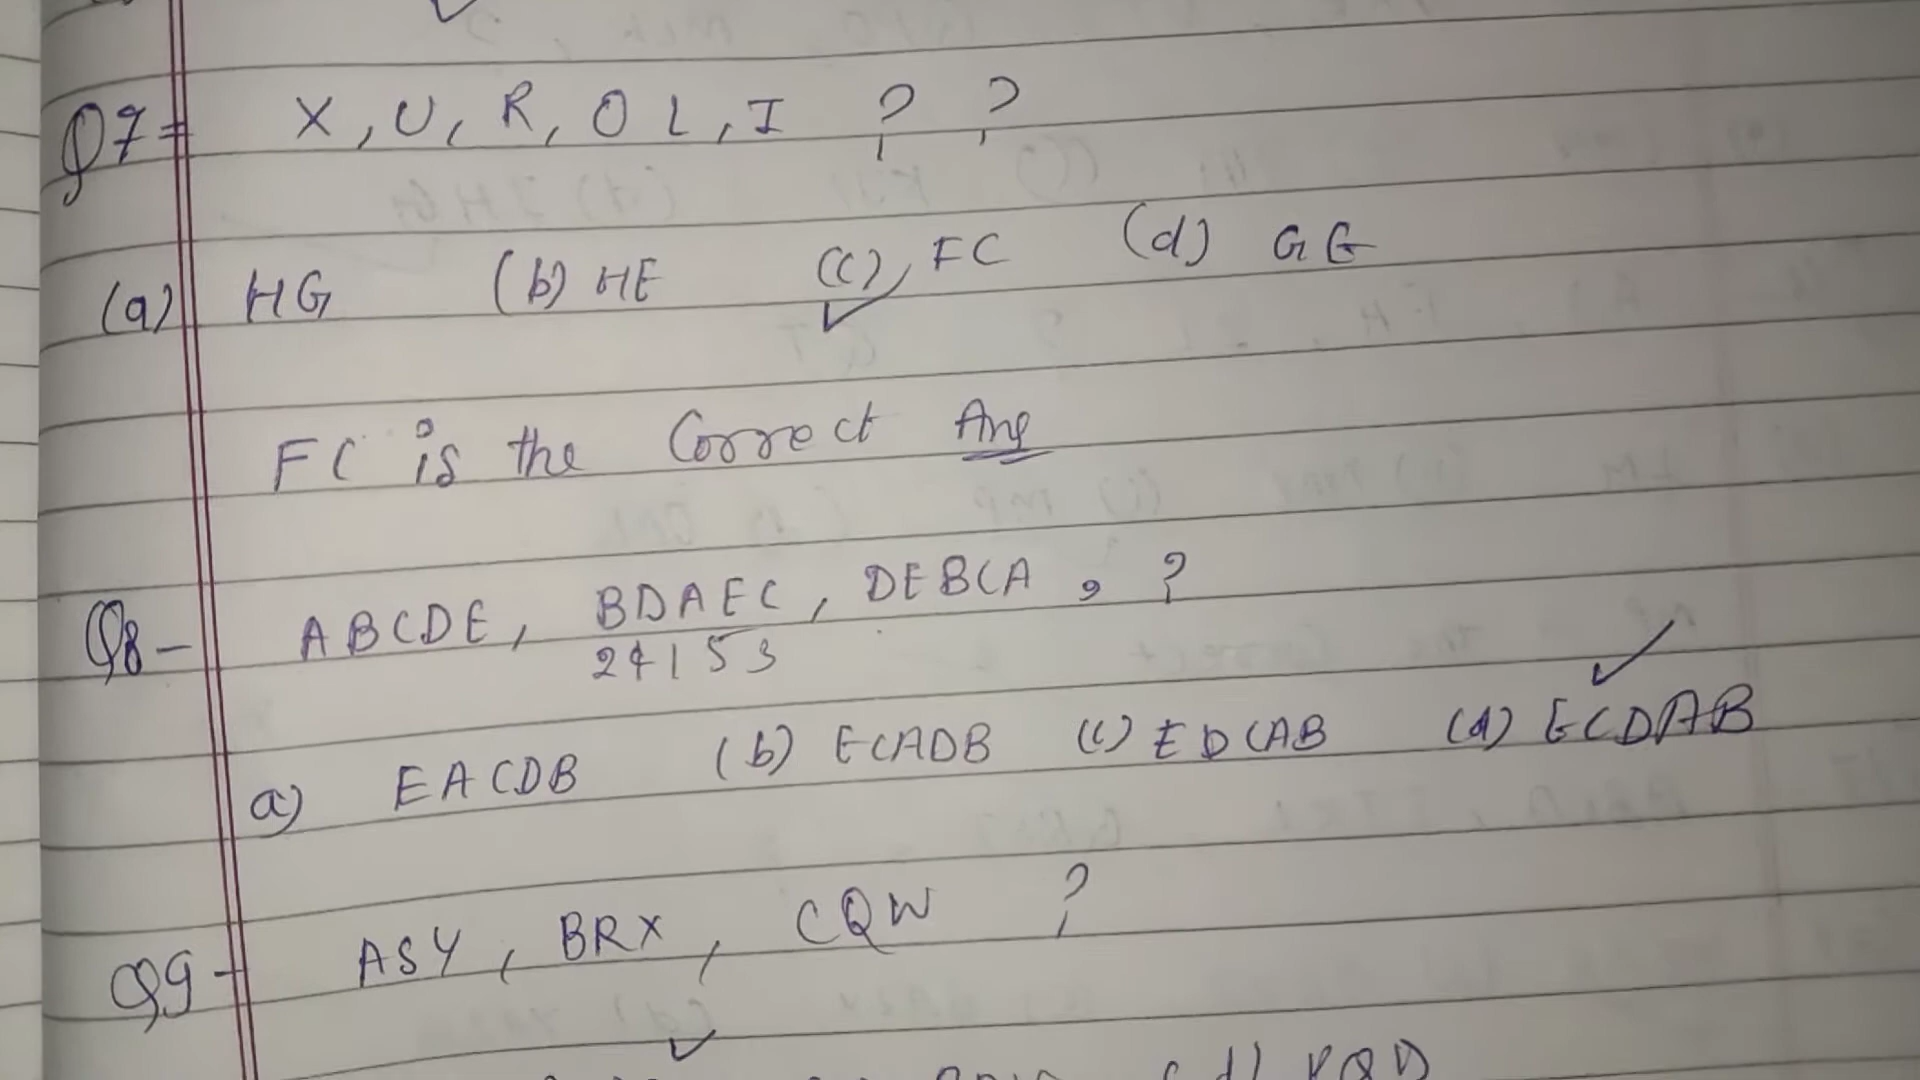 Q7= X, U, R, O L, I ? ?
(a) HG (b) HE (c), FC (d) GE
FC is the Correct Ans
Q8- ABCDE, BDAEC, DEBCA, ?
24153
a) EACDB (b) ECADB (c) EDCAB (d) ECDAB
Q9- ASY, BRX, CQW ?